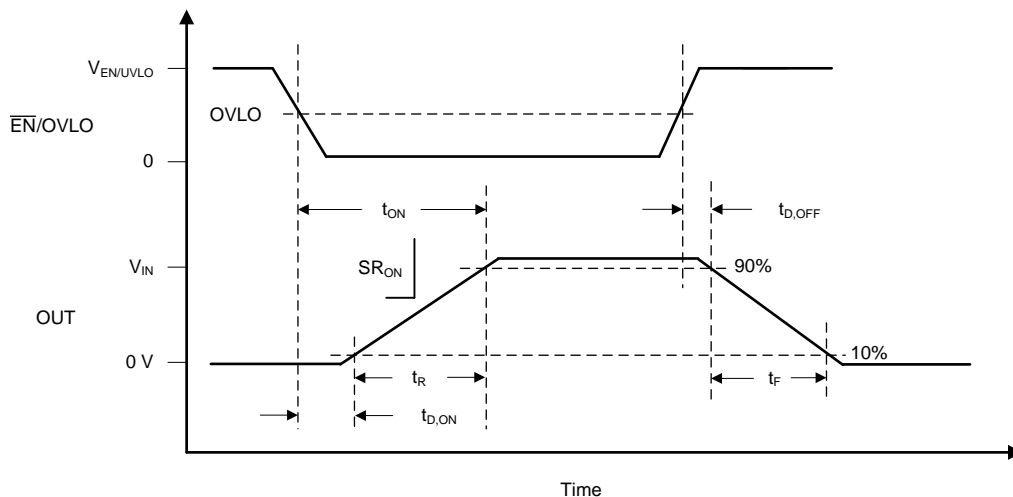 V_EN/UVLO
E̅N̅/OVLO
OVLO
0
t_ON
t_D,OFF
V_IN
SR_ON
90%
OUT
0 V
10%
t_R
t_F
t_D,ON
Time